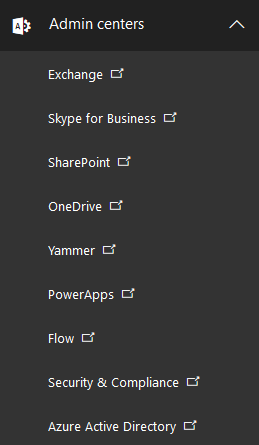 Admin centers
Exchange
Skype for Business
SharePoint
OneDrive
Yammer
PowerApps
Flow
Security & Compliance
Azure Active Directory